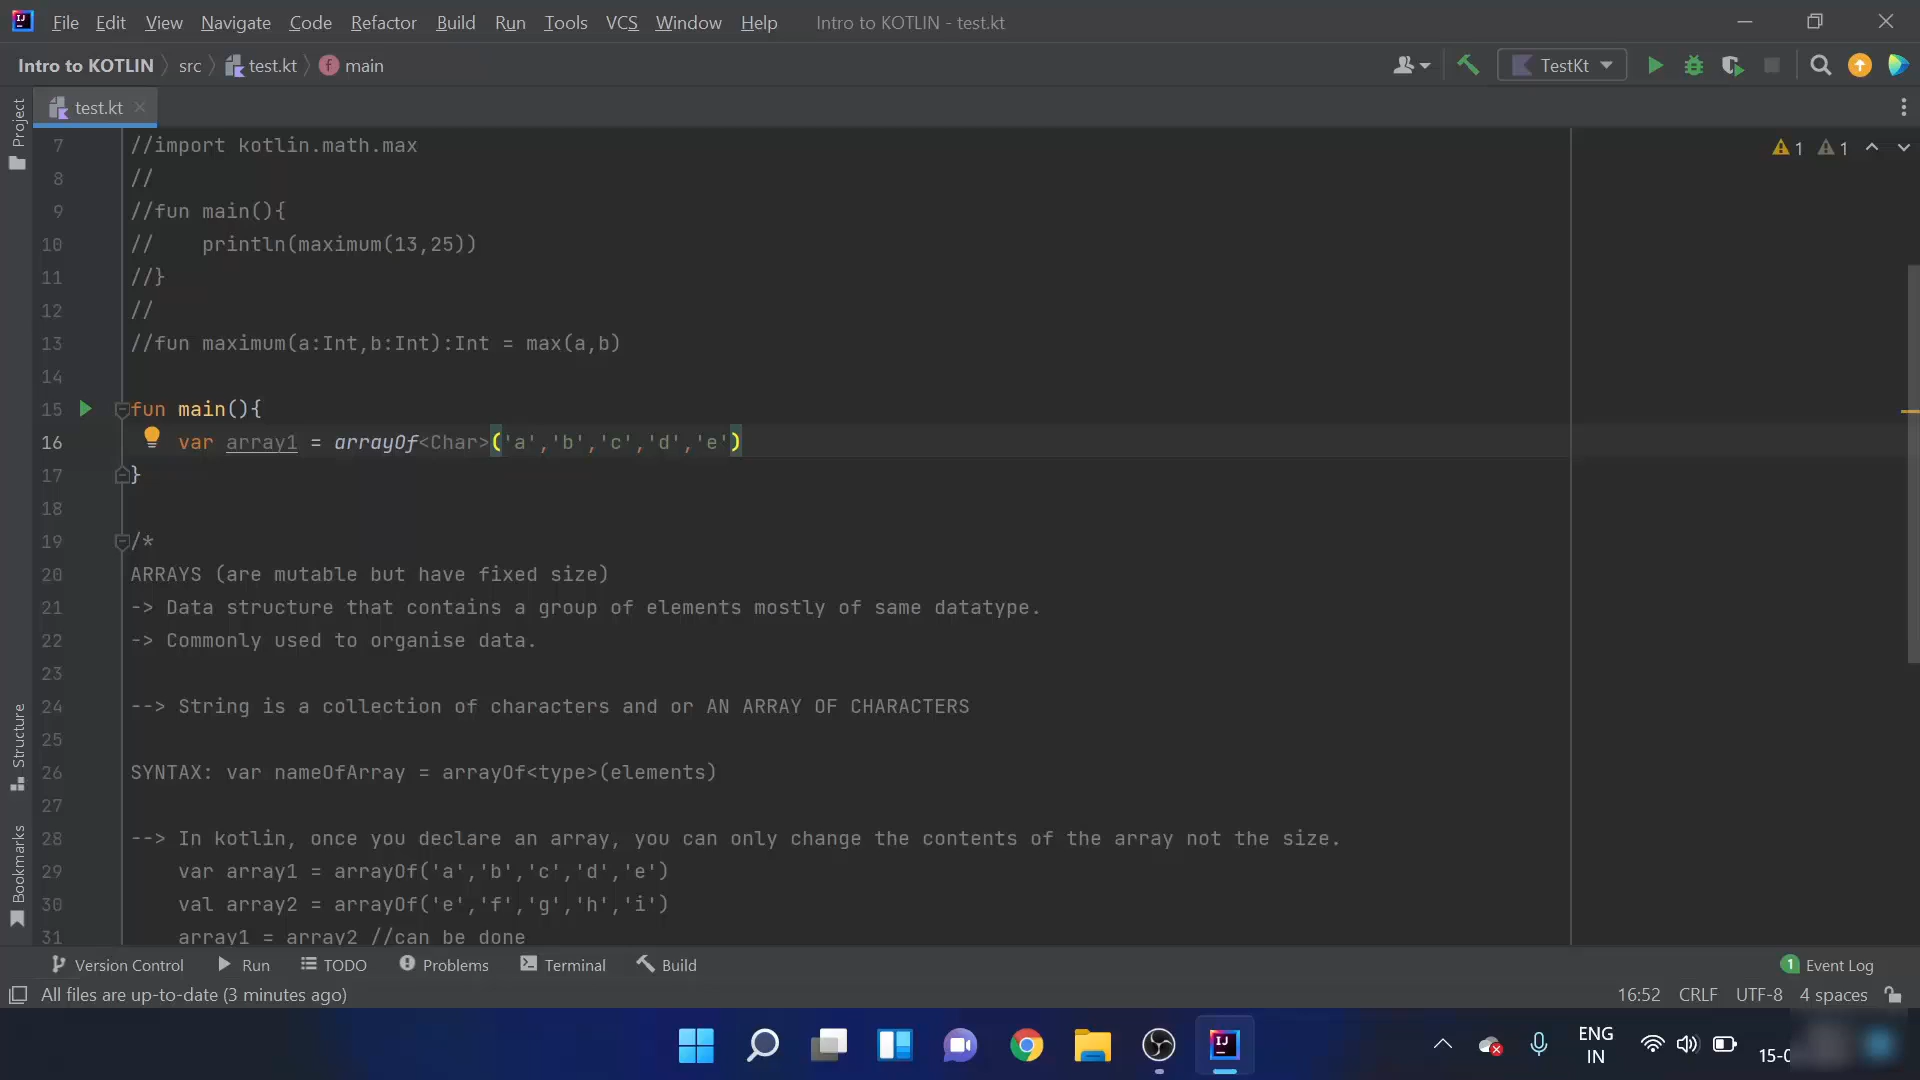 File Edit View Navigate Code Refactor Build Run Tools VCS Window Help Intro to KOTLIN - test.kt
Intro to KOTLIN src test.kt main TestKt
Project
test.kt
7 //import kotlin.math.max
8 //
9 //fun main(){
10 //    println(maximum(13,25))
11 //}
12 //
13 //fun maximum(a:Int,b:Int):Int = max(a,b)
14
15 fun main(){
16     var array1 = arrayOf<Char>('a','b','c','d','e')
17 }
18
19 /*
20 ARRAYS (are mutable but have fixed size)
21 -> Data structure that contains a group of elements mostly of same datatype.
22 -> Commonly used to organise data.
23
24 --> String is a collection of characters and or AN ARRAY OF CHARACTERS
25
26 SYNTAX: var nameOfArray = arrayOf<type>(elements)
27
28 --> In kotlin, once you declare an array, you can only change the contents of the array not the size.
29     var array1 = arrayOf('a','b','c','d','e')
30     val array2 = arrayOf('e','f','g','h','i')
31     array1 = array2 //can be done
1 1
Structure
Bookmarks
Version Control Run TODO Problems Terminal Build 1 Event Log
All files are up-to-date (3 minutes ago) 16:52 CRLF UTF-8 4 spaces
ENG
IN
15-0